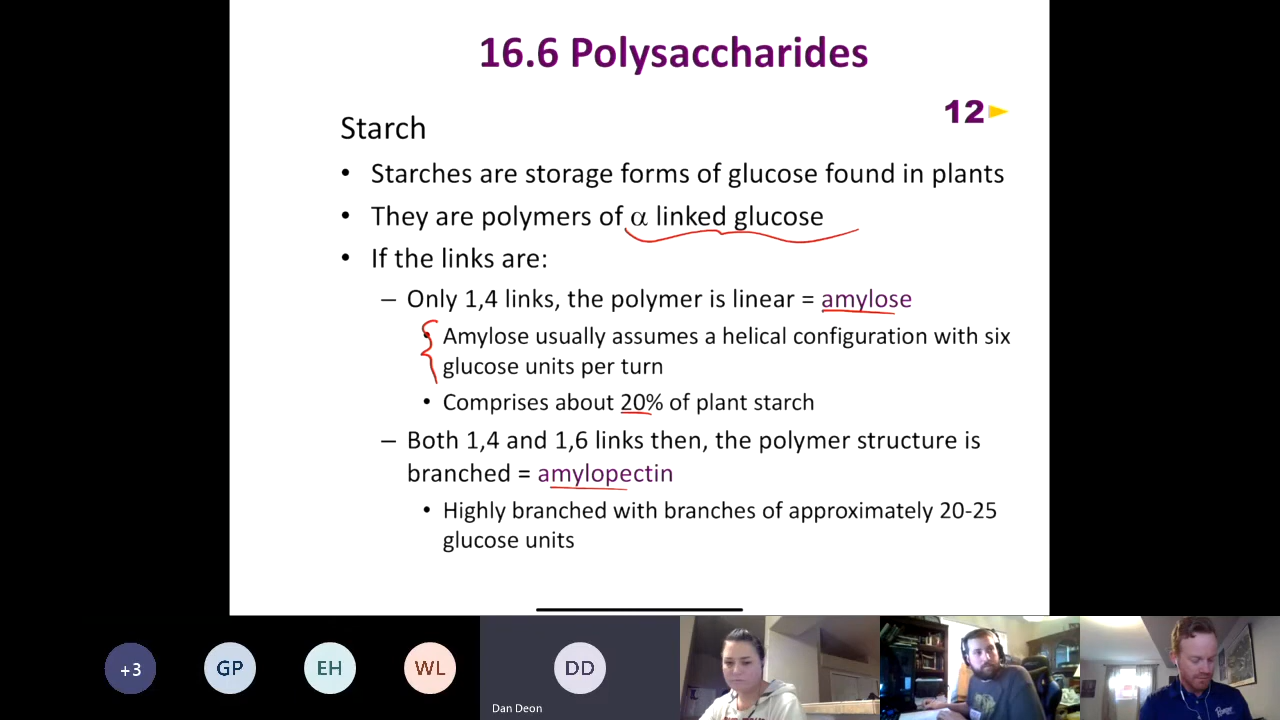 16.6 Polysaccharides
12
Starch
• Starches are storage forms of glucose found in plants
• They are polymers of α linked glucose
• If the links are:
– Only 1,4 links, the polymer is linear = amylose
• Amylose usually assumes a helical configuration with six
glucose units per turn
• Comprises about 20% of plant starch
– Both 1,4 and 1,6 links then, the polymer structure is
branched = amylopectin
• Highly branched with branches of approximately 20-25
glucose units
+3
GP
EH
WL
DD
Dan Deon